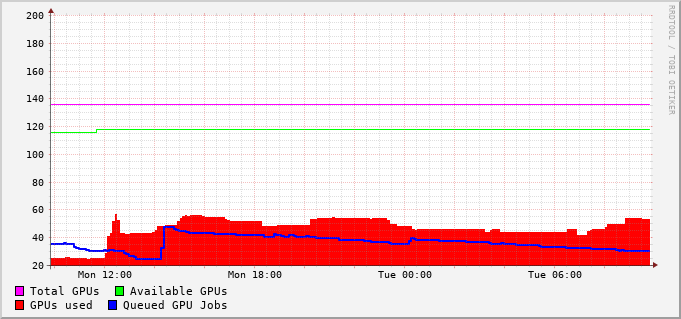 200
180
160
140
120
100
80
60
40
20
Mon 12:00 Mon 18:00 Tue 00:00 Tue 06:00
Total GPUs Available GPUs
GPUs used Queued GPU Jobs
RRDTOOL / TOBI OETIKER